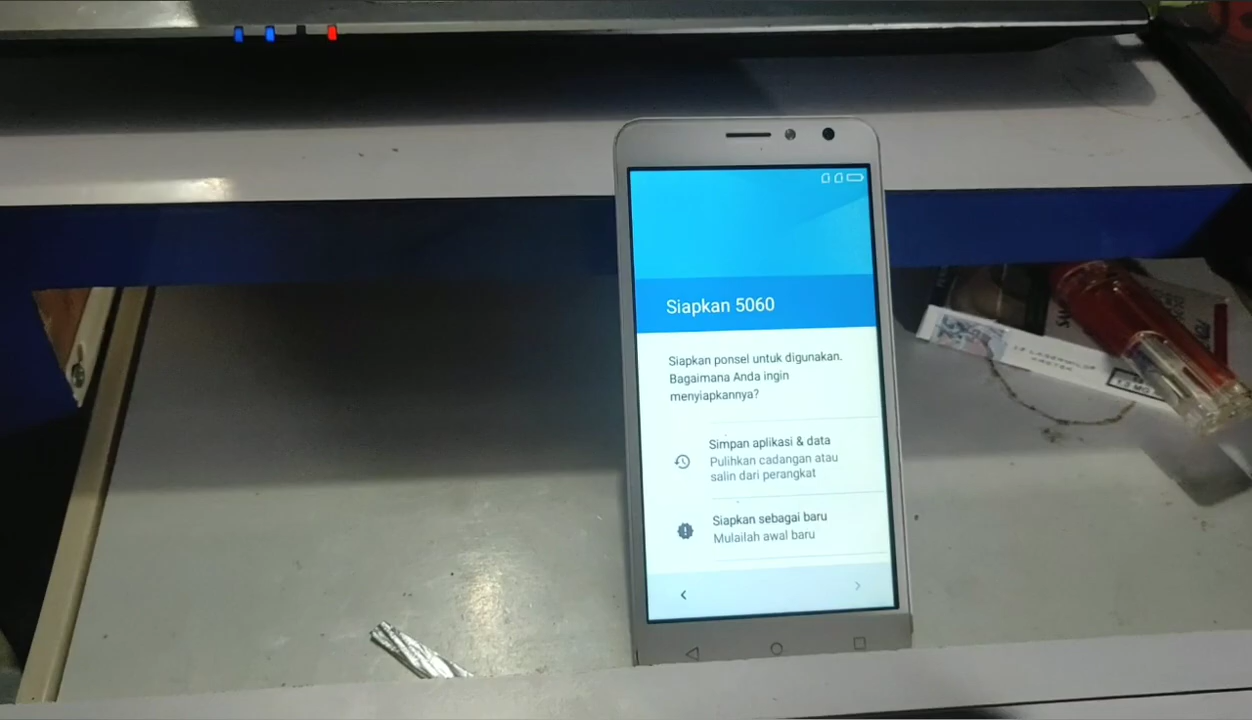 Siapkan 5060
Siapkan ponsel untuk digunakan.
Bagaimana Anda ingin
menyiapkannya?
Simpan aplikasi & data
Pulihkan cadangan atau
salin dari perangkat
Siapkan sebagai baru
Mulailah awal baru